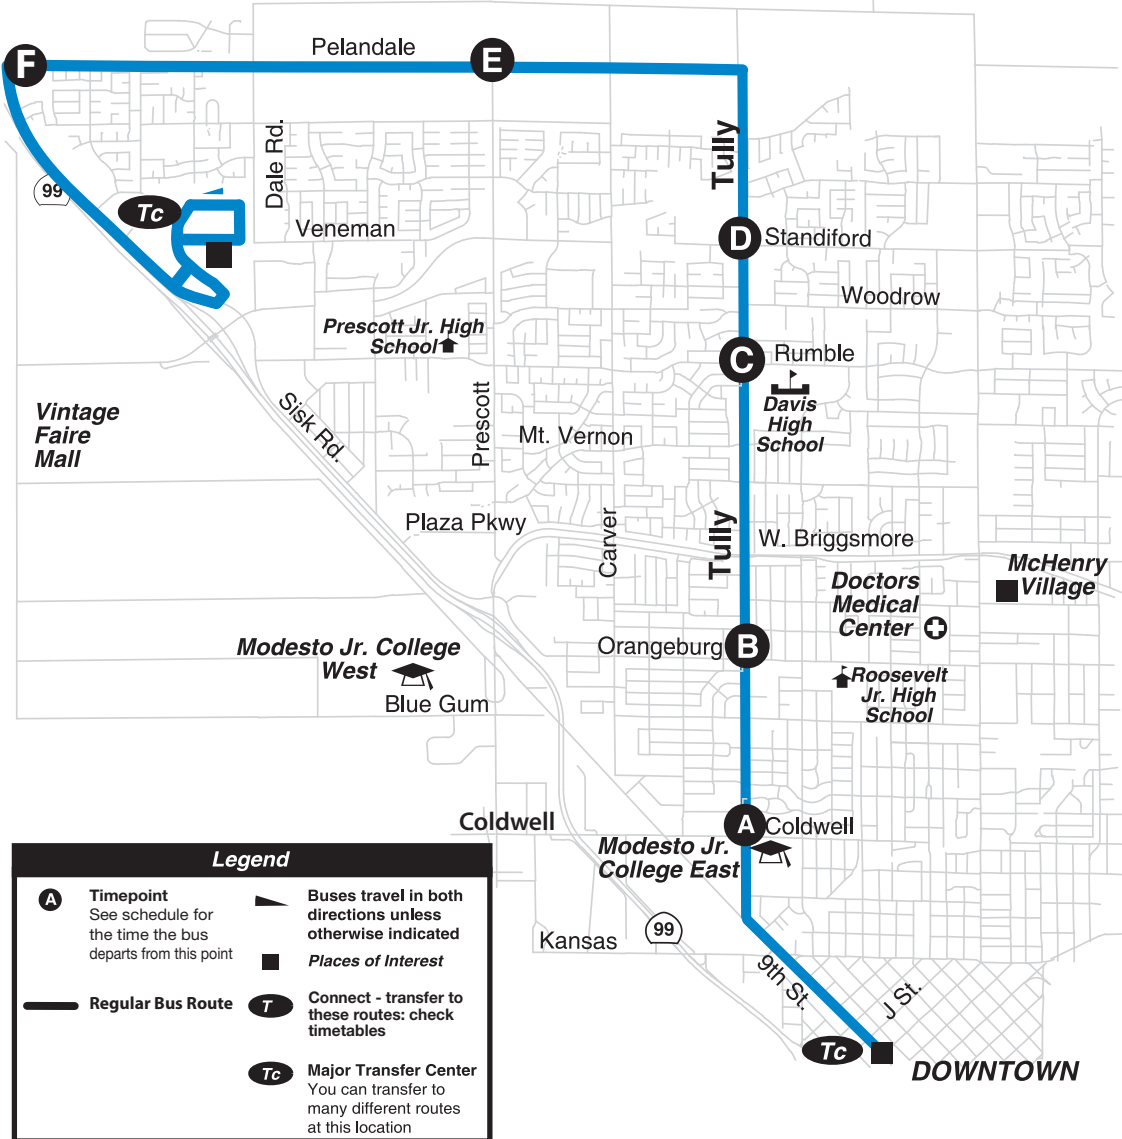 F
Pelandale
E
Tully
Dale Rd.
99
Tc
Veneman
D
Standiford
Woodrow
Prescott Jr. High
School
C
Rumble
Davis
High
School
Vintage
Faire
Mall
Sisk Rd.
Prescott
Mt. Vernon
Plaza Pkwy
Carver
Tully
W. Briggsmore
McHenry
Village
Doctors
Medical
Center
Modesto Jr. College
West
Orangeburg
B
Roosevelt
Jr. High
School
Blue Gum
Coldwell
A
Coldwell
Modesto Jr.
College East
99
Kansas
9th St.
J St.
Tc
DOWNTOWN
Legend
A
Timepoint
See schedule for
the time the bus
departs from this point
Regular Bus Route
Buses travel in both
directions unless
otherwise indicated
Places of Interest
T
Connect - transfer to
these routes: check
timetables
Tc
Major Transfer Center
You can transfer to
many different routes
at this location